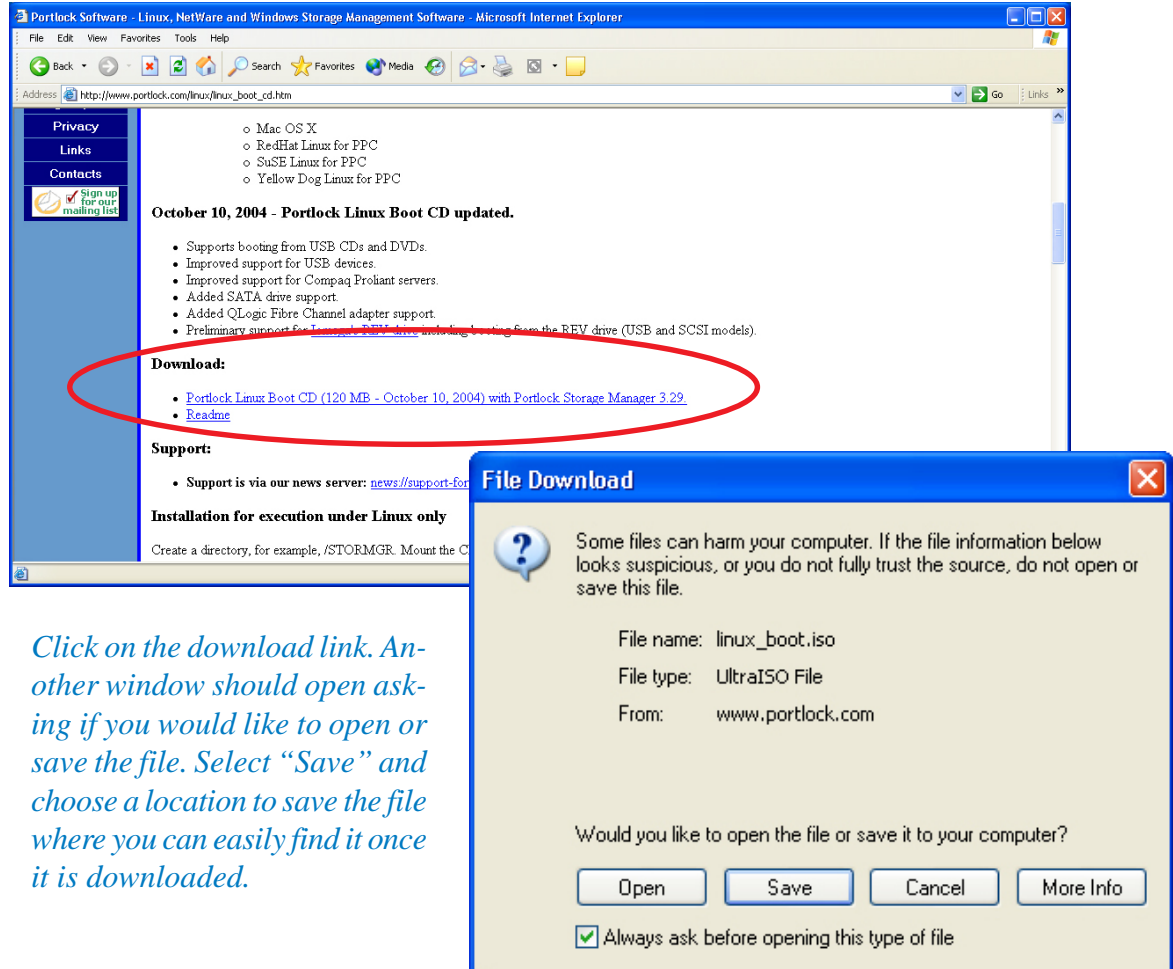 Portlock Software - Linux, NetWare and Windows Storage Management Software - Microsoft Internet Explorer
File Edit View Favorites Tools Help
Back Search Favorites Media
Address http://www.portlock.com/linux/linux_boot_cd.htm Go Links »
Privacy
Links
Contacts
Sign up
for our
mailing list
o Mac OS X
o RedHat Linux for PPC
o SuSE Linux for PPC
o Yellow Dog Linux for PPC
October 10, 2004 - Portlock Linux Boot CD updated.
• Supports booting from USB CDs and DVDs.
• Improved support for USB devices.
• Improved support for Compaq Proliant servers.
• Added SATA drive support.
• Added QLogic Fibre Channel adapter support.
• Preliminary support for Iomega's REV drive including booting from the REV drive (USB and SCSI models).
Download:
• Portlock Linux Boot CD (120 MB - October 10, 2004) with Portlock Storage Manager 3.29.
• Readme
Support:
• Support is via our news server: news://support-for
Installation for execution under Linux only
Create a directory, for example, /STORMGR. Mount the C
File Download
Some files can harm your computer. If the file information below
looks suspicious, or you do not fully trust the source, do not open or
save this file.
File name: linux_boot.iso
File type: UltraISO File
From: www.portlock.com
Would you like to open the file or save it to your computer?
Open Save Cancel More Info
Always ask before opening this type of file
Click on the download link. An-
other window should open ask-
ing if you would like to open or
save the file. Select “Save” and
choose a location to save the file
where you can easily find it once
it is downloaded.